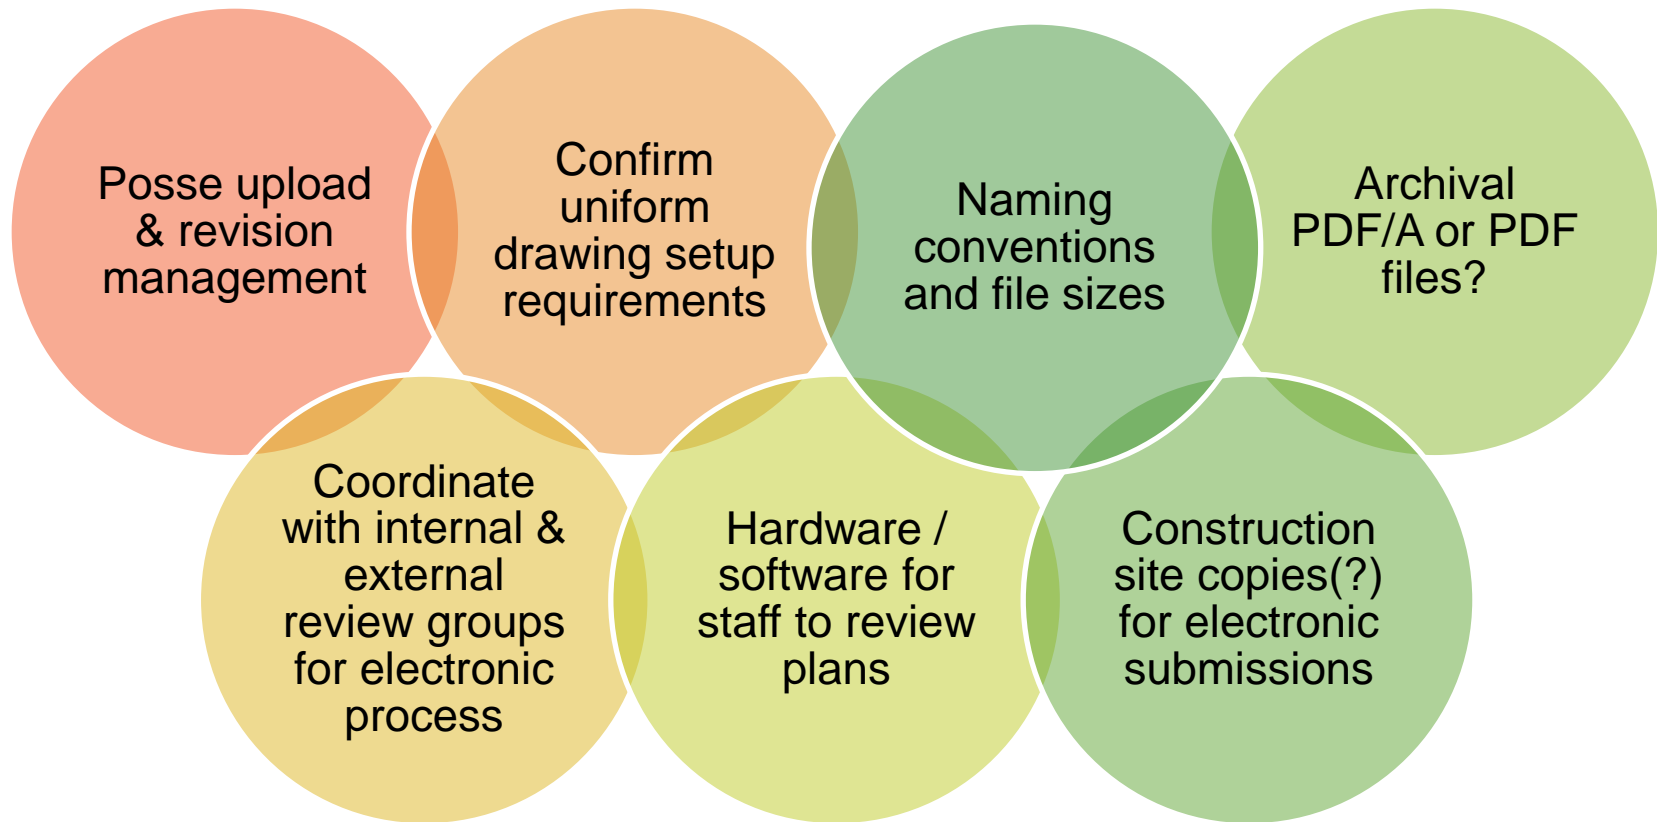 Posse upload
& revision
management
Confirm
uniform
drawing setup
requirements
Naming
conventions
and file sizes
Archival
PDF/A or PDF
files?
Coordinate
with internal &
external
review groups
for electronic
process
Hardware /
software for
staff to review
plans
Construction
site copies(?)
for electronic
submissions